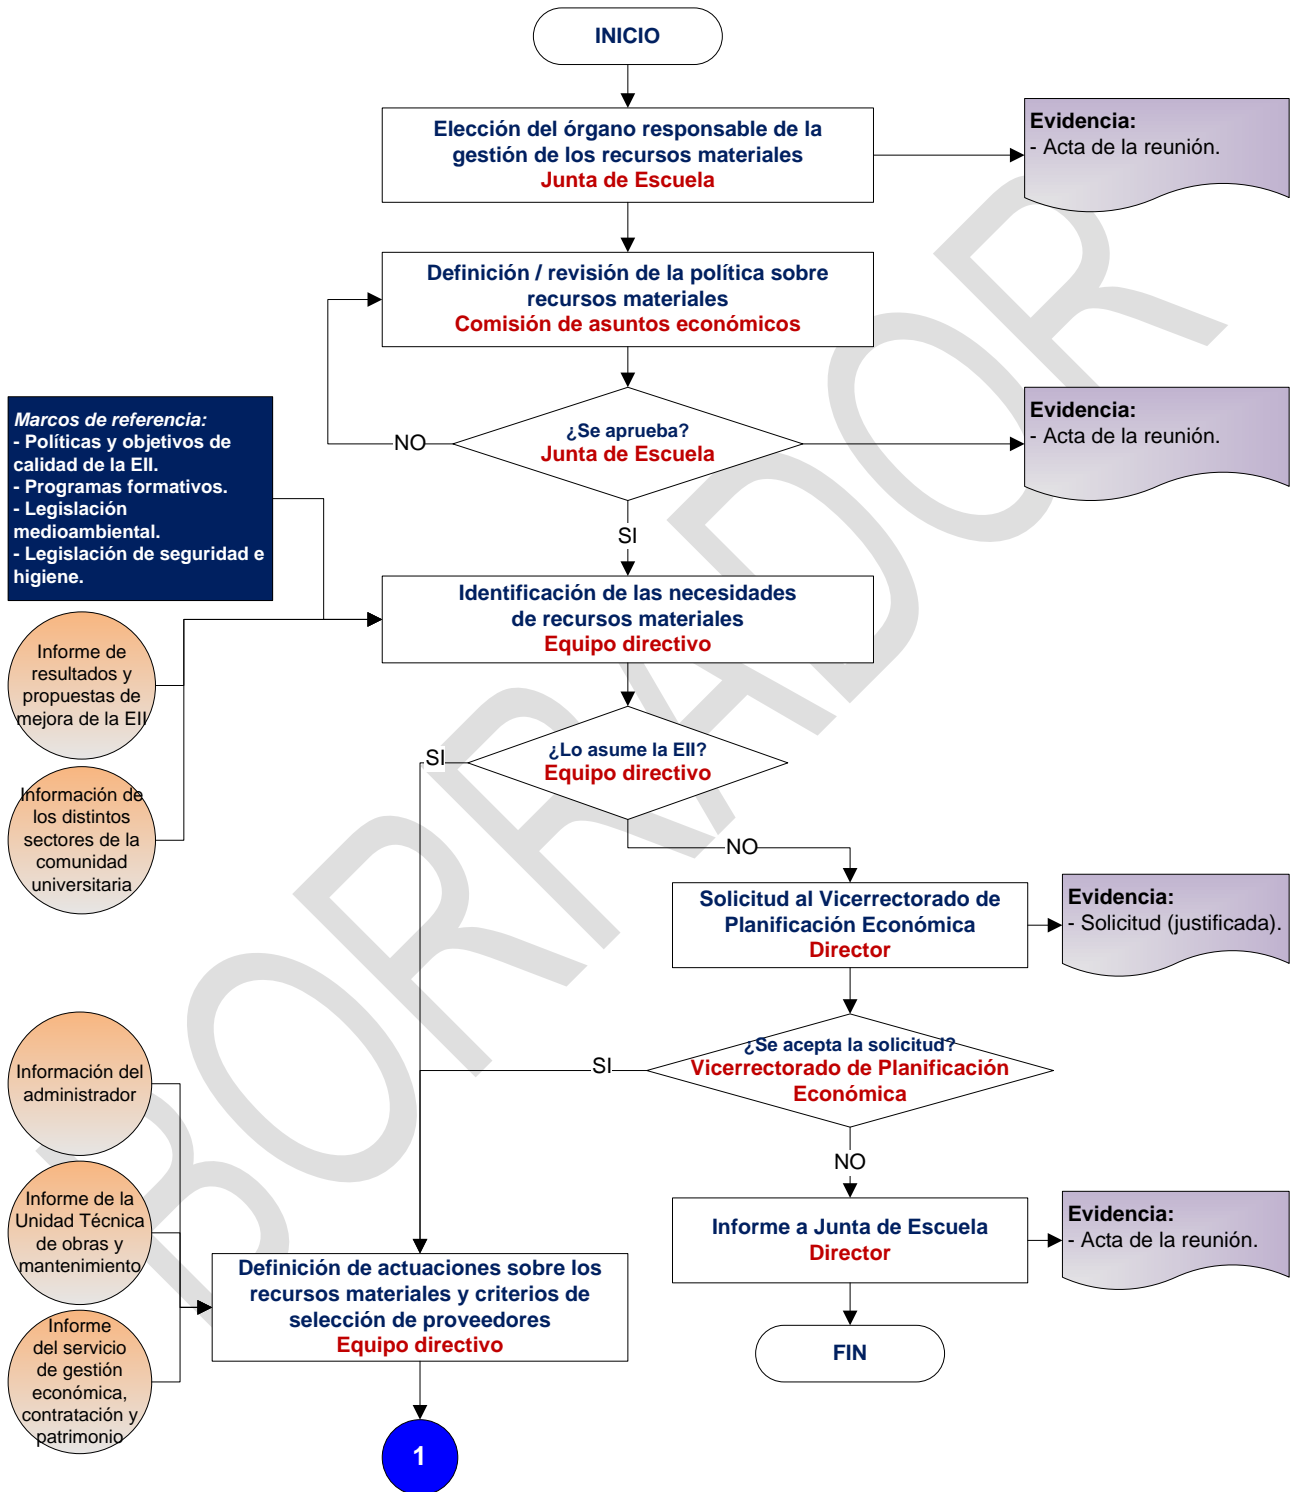 INICIO
Elección del órgano responsable de la
gestión de los recursos materiales
Junta de Escuela
Evidencia:
- Acta de la reunión.
Definición / revisión de la política sobre
recursos materiales
Comisión de asuntos económicos
Marcos de referencia:
- Políticas y objetivos de
calidad de la EII.
- Programas formativos.
- Legislación
medioambiental.
- Legislación de seguridad e
higiene.
NO
¿Se aprueba?
Junta de Escuela
Evidencia:
- Acta de la reunión.
SI
Identificación de las necesidades
de recursos materiales
Equipo directivo
Informe de
resultados y
propuestas de
mejora de la EII
SI
¿Lo asume la EII?
Equipo directivo
Información de
los distintos
sectores de la
comunidad
universitaria
NO
Solicitud al Vicerrectorado de
Planificación Económica
Director
Evidencia:
- Solicitud (justificada).
SI
¿Se acepta la solicitud?
Vicerrectorado de Planificación
Económica
Información del
administrador
NO
Informe de la
Unidad Técnica
de obras y
mantenimiento
Informe a Junta de Escuela
Director
Evidencia:
- Acta de la reunión.
Definición de actuaciones sobre los
recursos materiales y criterios de
selección de proveedores
Equipo directivo
Informe
del servicio
de gestión
económica,
contratación y
patrimonio
FIN
1
BORRADOR